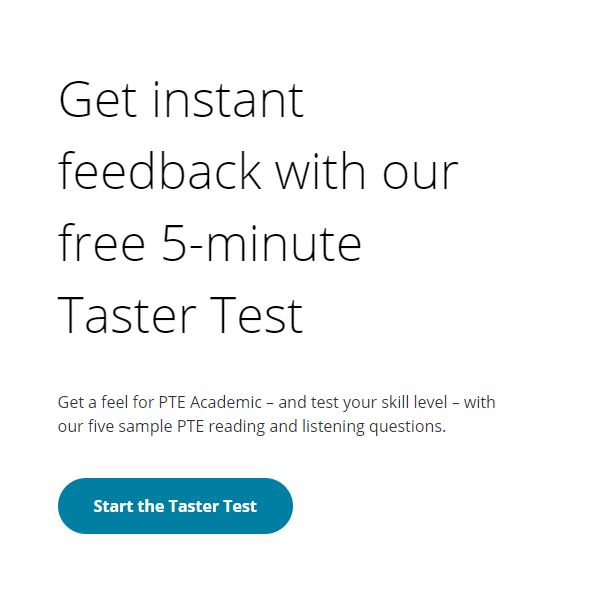 Get instant
feedback with our
free 5-minute
Taster Test
Get a feel for PTE Academic – and test your skill level – with
our five sample PTE reading and listening questions.
Start the Taster Test